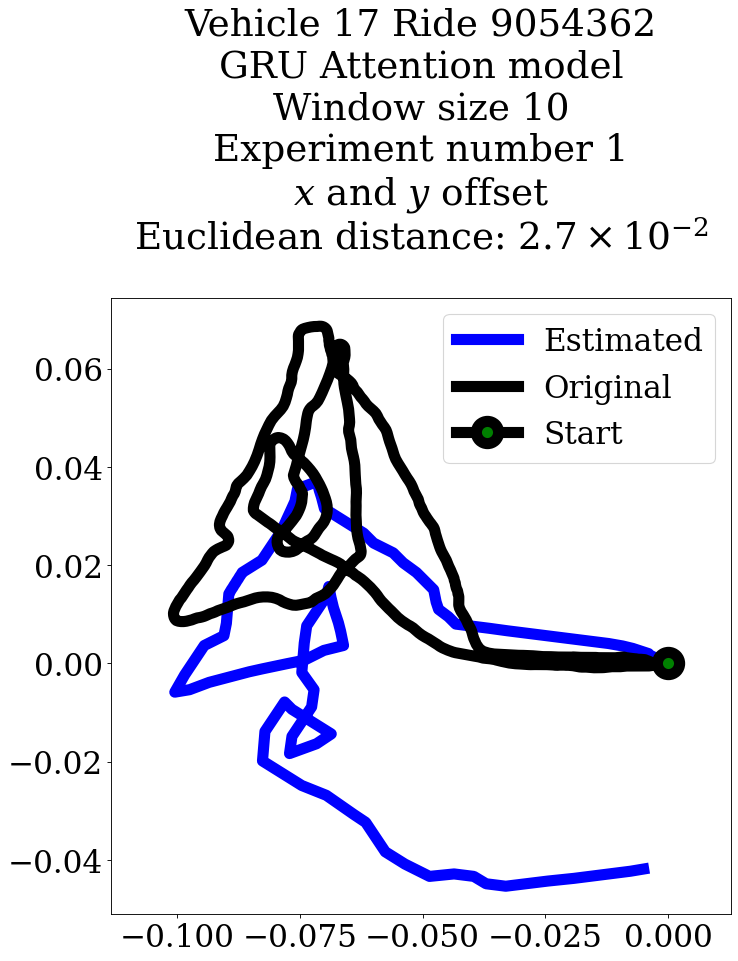 Vehicle 17 Ride 9054362
GRU Attention model
Window size 10
Experiment number 1
x and y offset
Euclidean distance: 2.7 × 10⁻²
Estimated
Original
Start
0.06
0.04
0.02
0.00
−0.02
−0.04
−0.100 −0.075 −0.050 −0.025 0.000